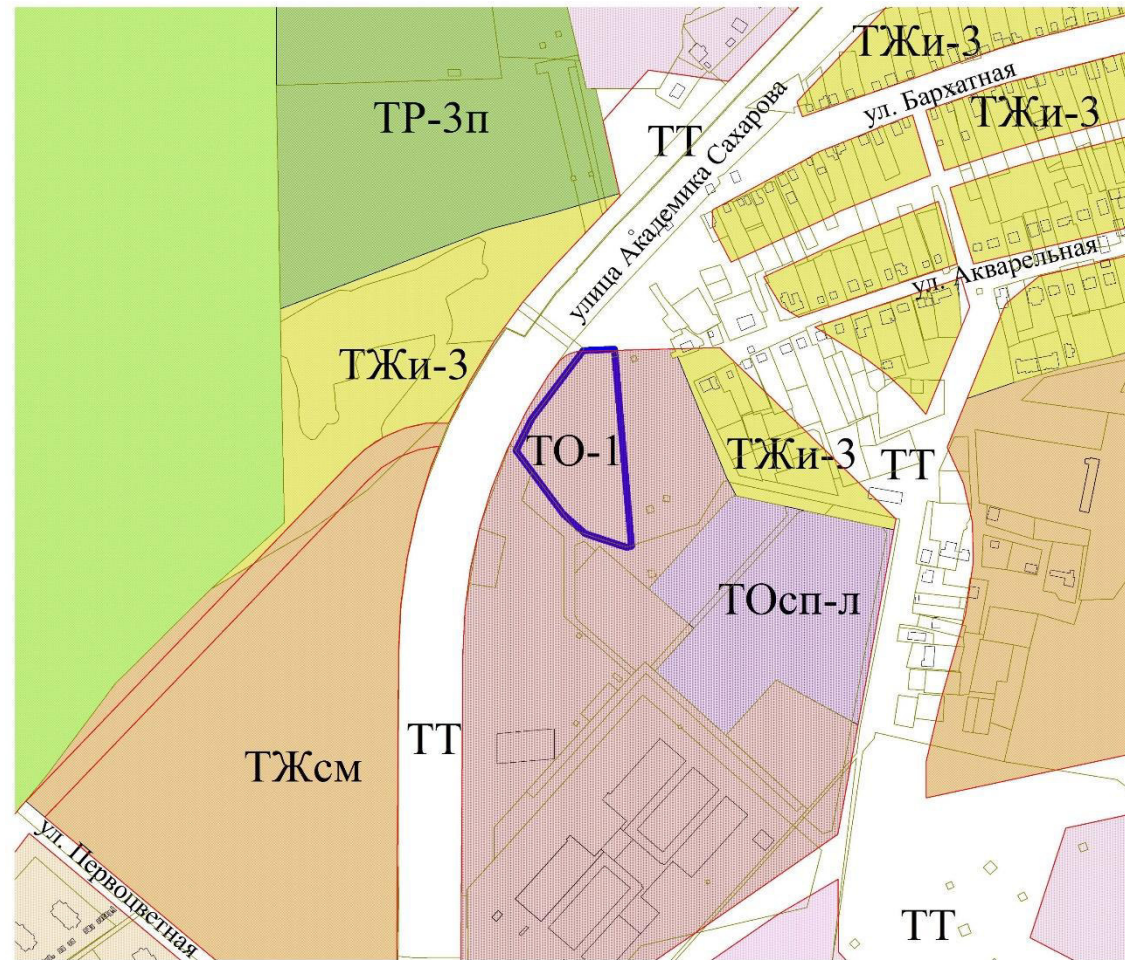 ТЖи-3
ул. Бархатная
ТЖи-3
ТР-3п
ТТ
улица Академика Сахарова
ул. Акварельная
ТЖи-3
ТО-1
ТЖи-3
ТТ
ТОсп-л
ТТ
ТЖсм
ул. Первоцветная
ТТ